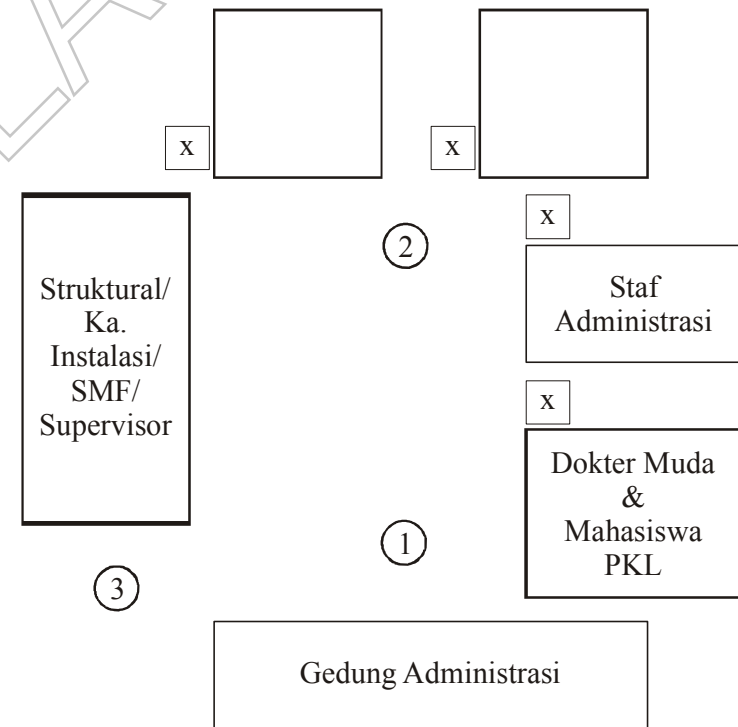 x
x
x
2
Struktural/
Ka.
Instalasi/
SMF/
Supervisor
Staf
Administrasi
x
Dokter Muda
&
Mahasiswa
PKL
1
3
Gedung Administrasi